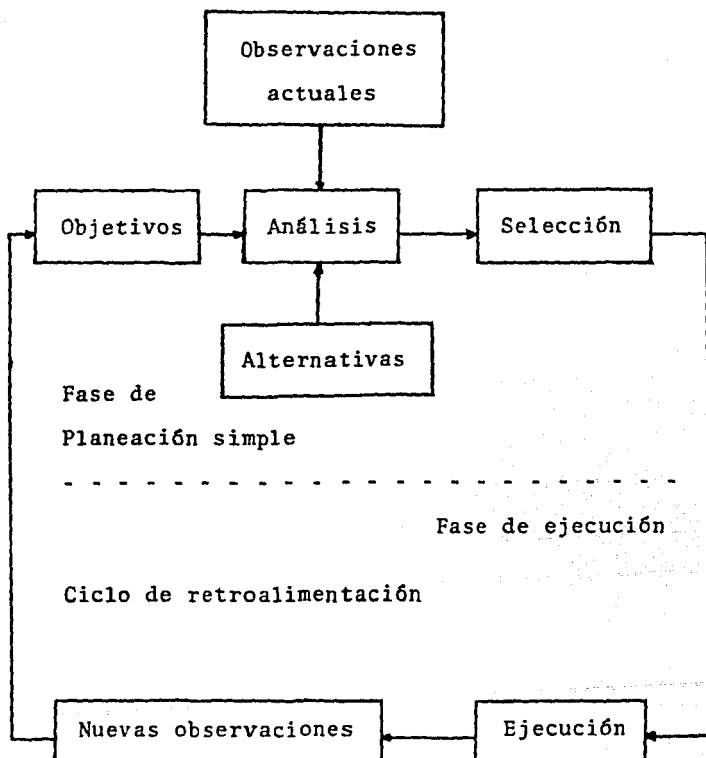 Observaciones
actuales
Objetivos
Análisis
Selección
Alternativas
Fase de
Planeación simple
Fase de ejecución
Ciclo de retroalimentación
Nuevas observaciones
Ejecución